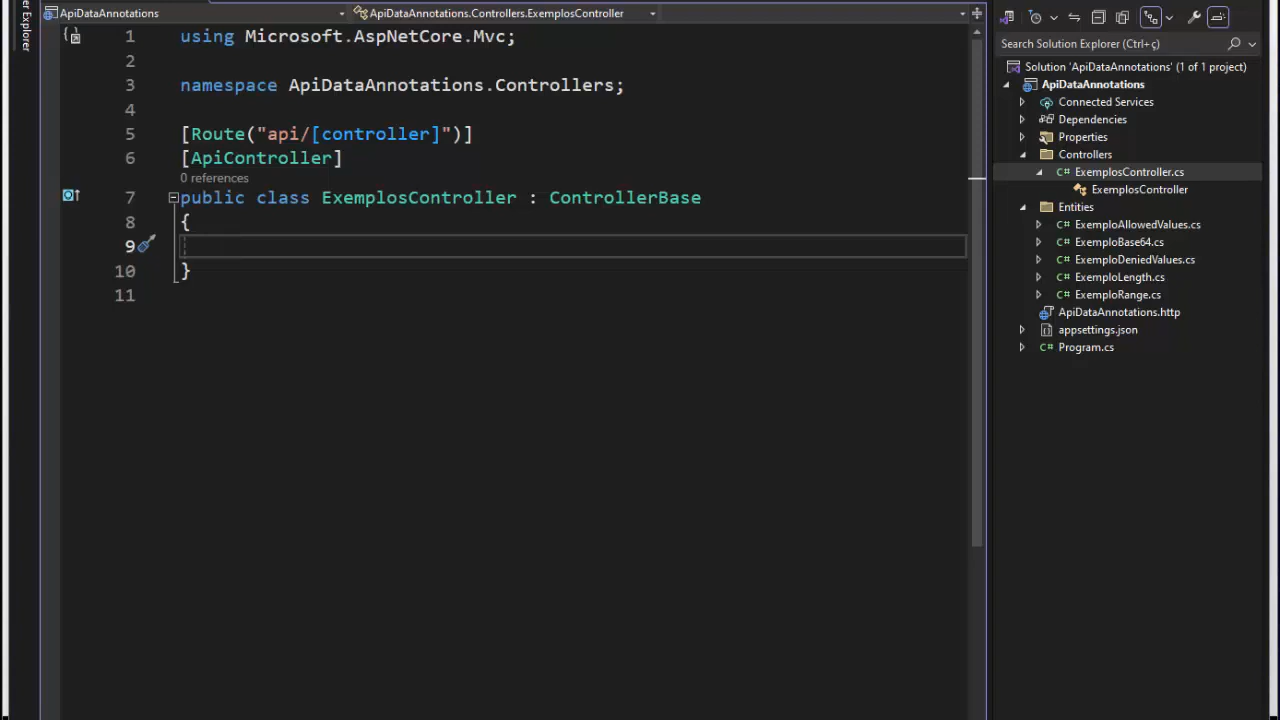 er Explorer
ApiDataAnnotations
ApiDataAnnotations.Controllers.ExemplosController
1 using Microsoft.AspNetCore.Mvc;
2
3 namespace ApiDataAnnotations.Controllers;
4
5 [Route("api/[controller]")]
6 [ApiController]
0 references
7 public class ExemplosController : ControllerBase
8 {
9
10 }
11
Search Solution Explorer (Ctrl+ç)
Solution 'ApiDataAnnotations' (1 of 1 project)
ApiDataAnnotations
Connected Services
Dependencies
Properties
Controllers
C# ExemplosController.cs
ExemplosController
Entities
C# ExemploAllowedValues.cs
C# ExemploBase64.cs
C# ExemploDeniedValues.cs
C# ExemploLength.cs
C# ExemploRange.cs
ApiDataAnnotations.http
appsettings.json
C# Program.cs